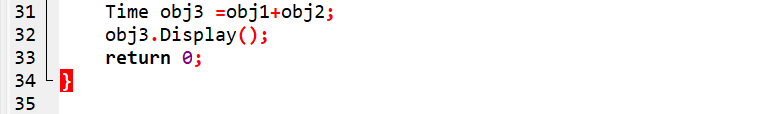 31 Time obj3 =obj1+obj2;
32 obj3.Display();
33 return 0;
34 }
35